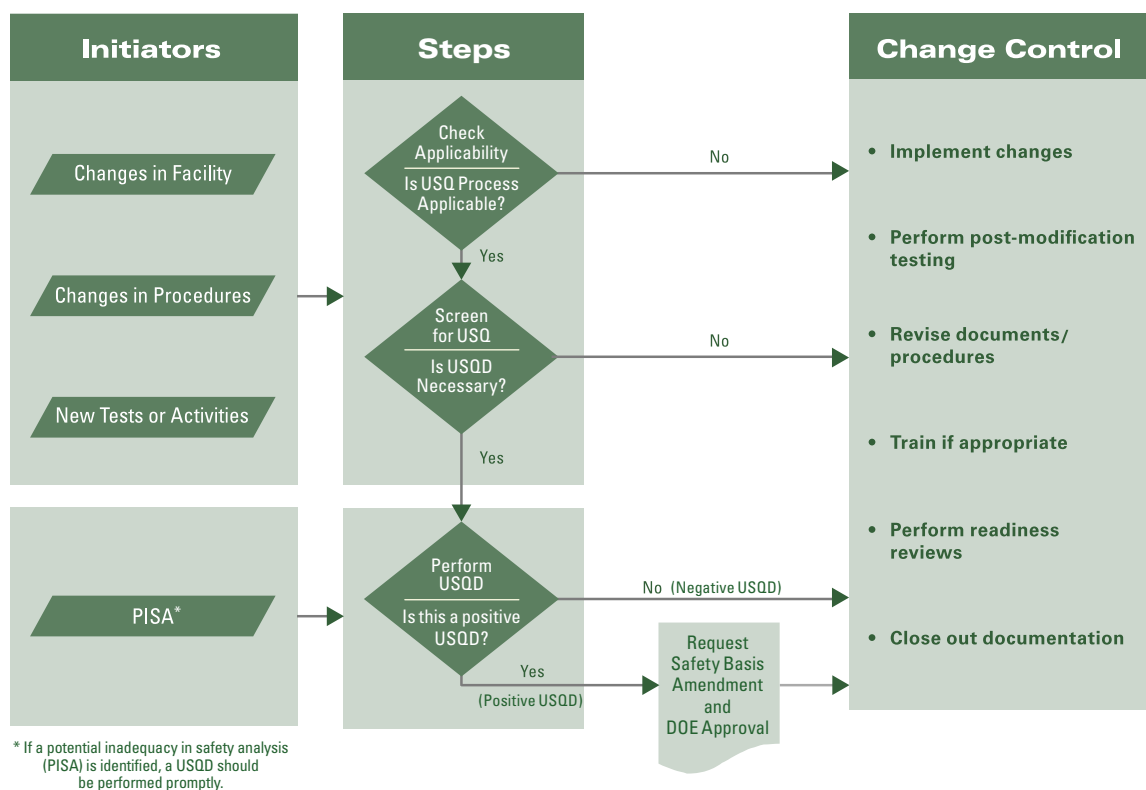 Initiators
Changes in Facility
Changes in Procedures
New Tests or Activities
PISA*
* If a potential inadequacy in safety analysis
(PISA) is identified, a USQD should
be performed promptly.
Steps
Check
Applicability
Is USQ Process
Applicable?
No
Yes
Screen
for USQ
Is USQD
Necessary?
No
Yes
Perform
USQD
Is this a positive
USQD?
No (Negative USQD)
Yes
(Positive USQD)
Request
Safety Basis
Amendment
and
DOE Approval
Change Control
• Implement changes
• Perform post-modification
testing
• Revise documents/
procedures
• Train if appropriate
• Perform readiness
reviews
• Close out documentation